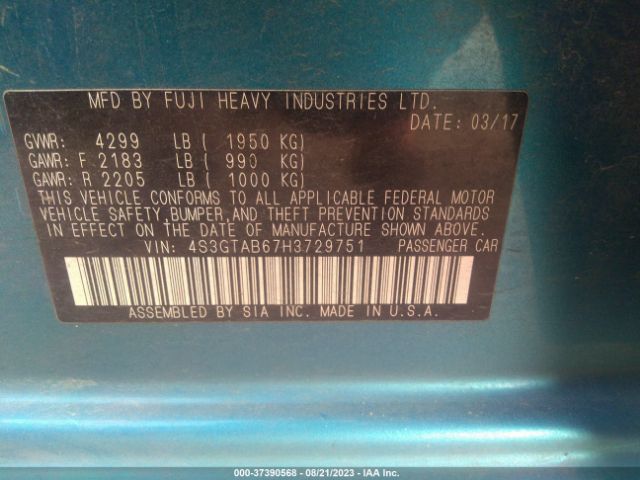 MFD BY FUJI HEAVY INDUSTRIES LTD.
DATE: 03/17
GVWR: 4299 LB ( 1950 KG)
GAWR: F 2183 LB ( 990 KG)
GAWR: R 2205 LB ( 1000 KG)
THIS VEHICLE CONFORMS TO ALL APPLICABLE FEDERAL MOTOR
VEHICLE SAFETY, BUMPER, AND THEFT PREVENTION STANDARDS
IN EFFECT ON THE DATE OF MANUFACTURE SHOWN ABOVE.
VIN: 4S3GTAB67H3729751 PASSENGER CAR
ASSEMBLED BY SIA INC. MADE IN U.S.A.
000-37390568 - 08/21/2023 - IAA Inc.